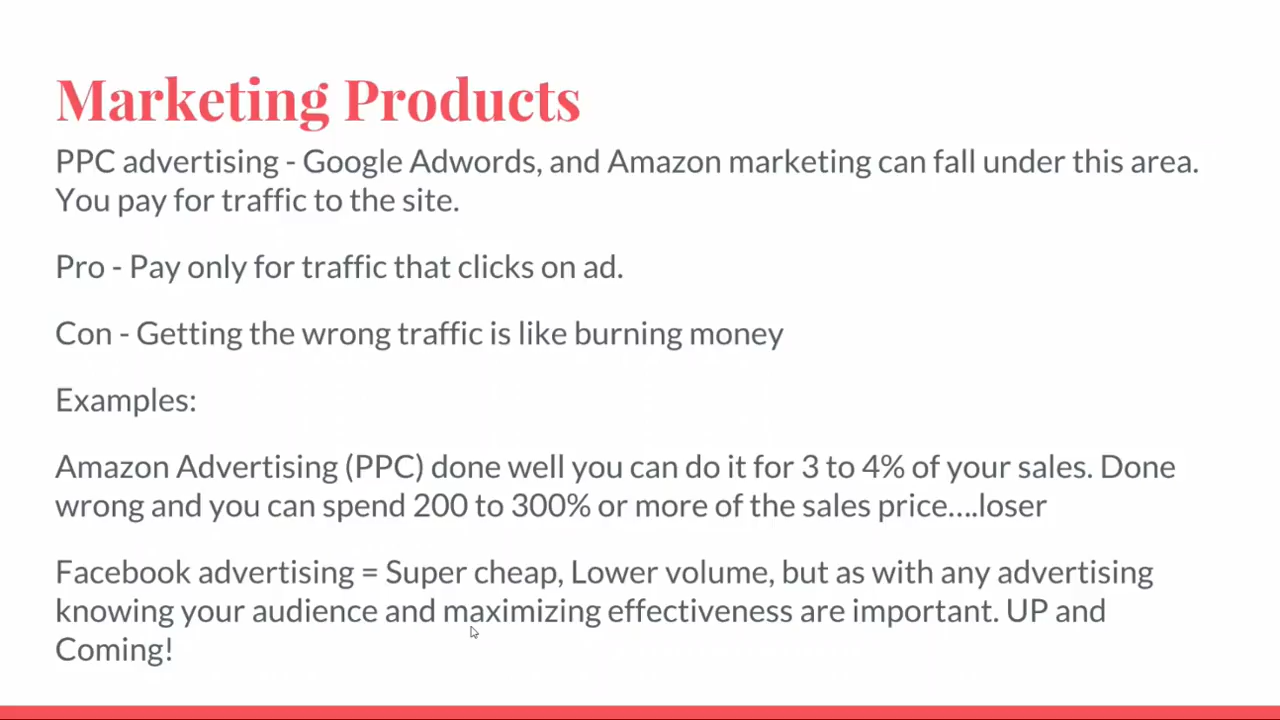 Marketing Products
PPC advertising - Google Adwords, and Amazon marketing can fall under this area.
You pay for traffic to the site.
Pro - Pay only for traffic that clicks on ad.
Con - Getting the wrong traffic is like burning money
Examples:
Amazon Advertising (PPC) done well you can do it for 3 to 4% of your sales. Done
wrong and you can spend 200 to 300% or more of the sales price....loser
Facebook advertising = Super cheap, Lower volume, but as with any advertising
knowing your audience and maximizing effectiveness are important. UP and
Coming!